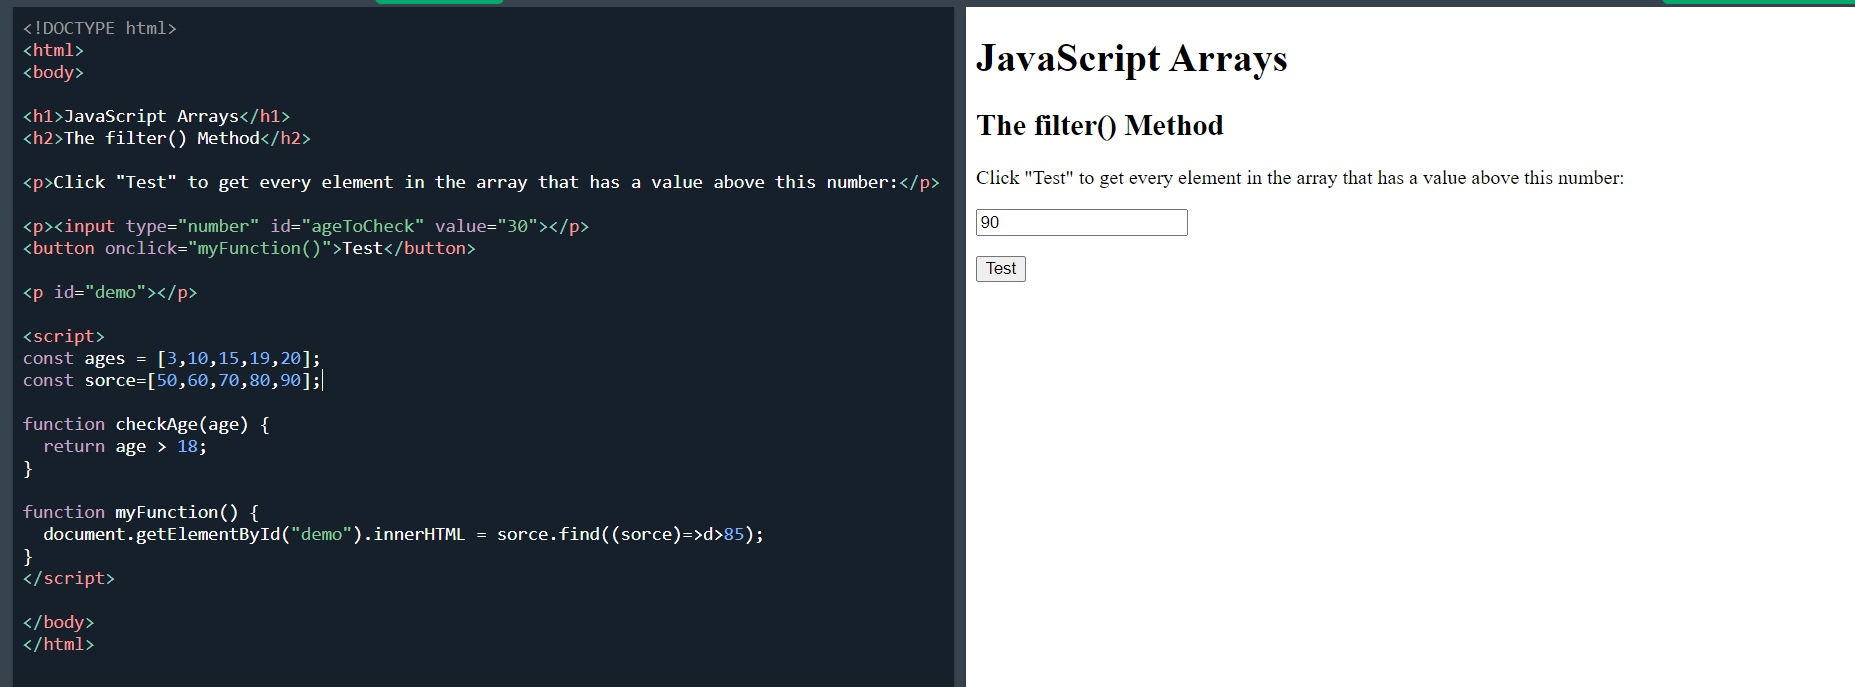 <!DOCTYPE html>
<html>
<body>
<h1>JavaScript Arrays</h1>
<h2>The filter() Method</h2>
<p>Click "Test" to get every element in the array that has a value above this number:</p>
<p><input type="number" id="ageToCheck" value="30"></p>
<button onclick="myFunction()">Test</button>
<p id="demo"></p>
<script>
const ages = [3,10,15,19,20];
const sorce=[50,60,70,80,90];
function checkAge(age) {
  return age > 18;
}
function myFunction() {
  document.getElementById("demo").innerHTML = sorce.find((sorce)=>d>85);
}
</script>
</body>
</html>
JavaScript Arrays
The filter() Method
Click "Test" to get every element in the array that has a value above this number:
90
Test